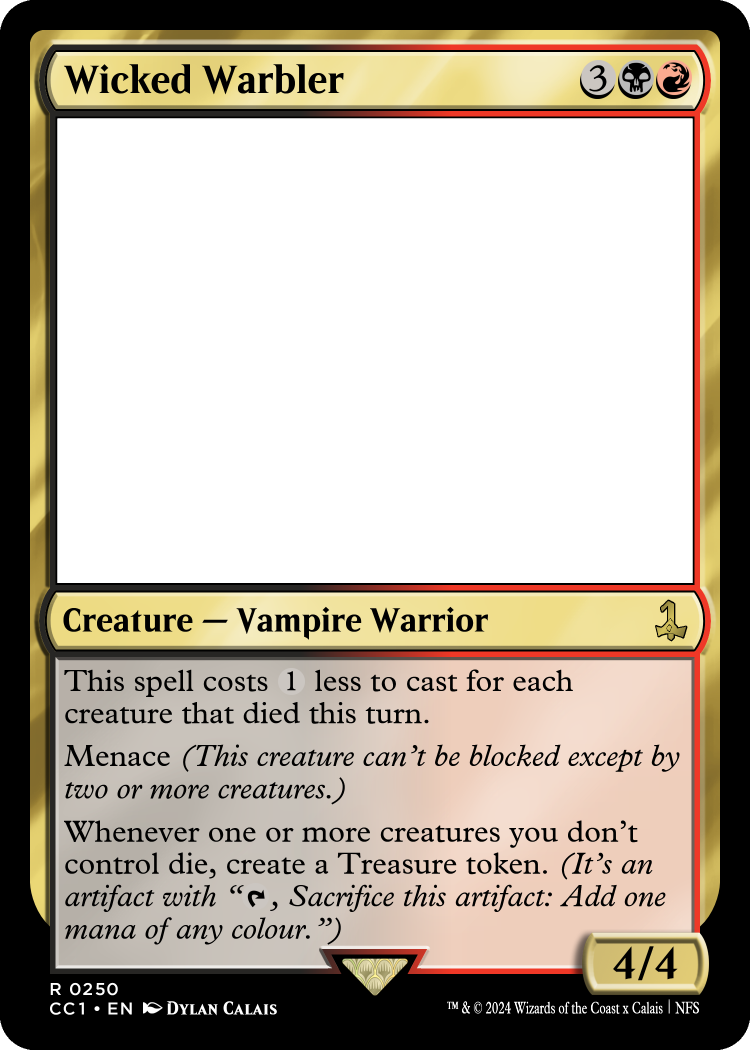 Wicked Warbler 3
Creature — Vampire Warrior
This spell costs 1 less to cast for each
creature that died this turn.
Menace (This creature can't be blocked except by
two or more creatures.)
Whenever one or more creatures you don't
control die, create a Treasure token. (It's an
artifact with “, Sacrifice this artifact: Add one
mana of any colour.”)
4/4
R 0250
CC1 • EN Dylan Calais
™ & © 2024 Wizards of the Coast x Calais | NFS